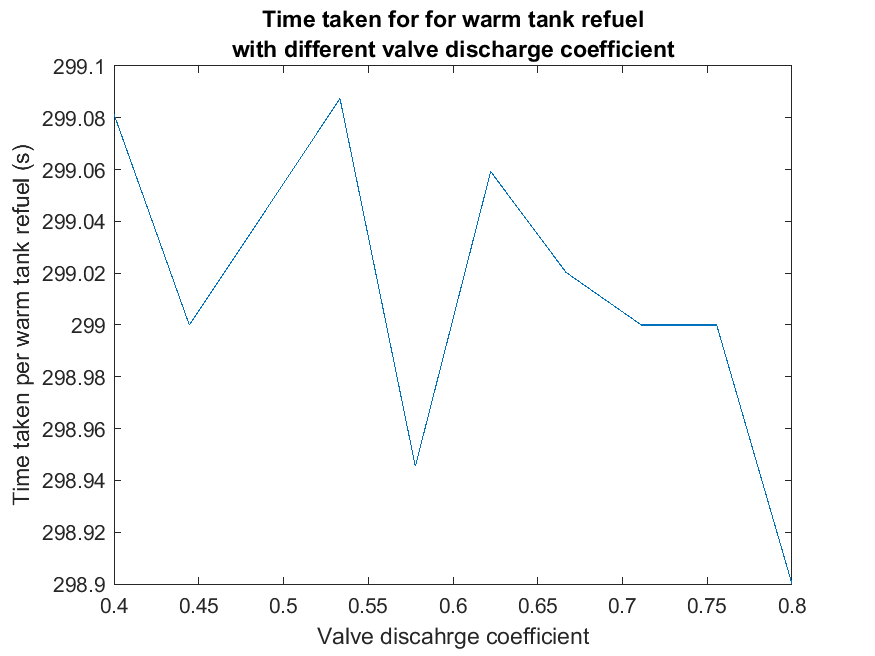 Time taken for for warm tank refuel
with different valve discharge coefficient
299.1
299.08
299.06
299.04
299.02
299
298.98
298.96
298.94
298.92
298.9
Time taken per warm tank refuel (s)
0.4 0.45 0.5 0.55 0.6 0.65 0.7 0.75 0.8
Valve discahrge coefficient